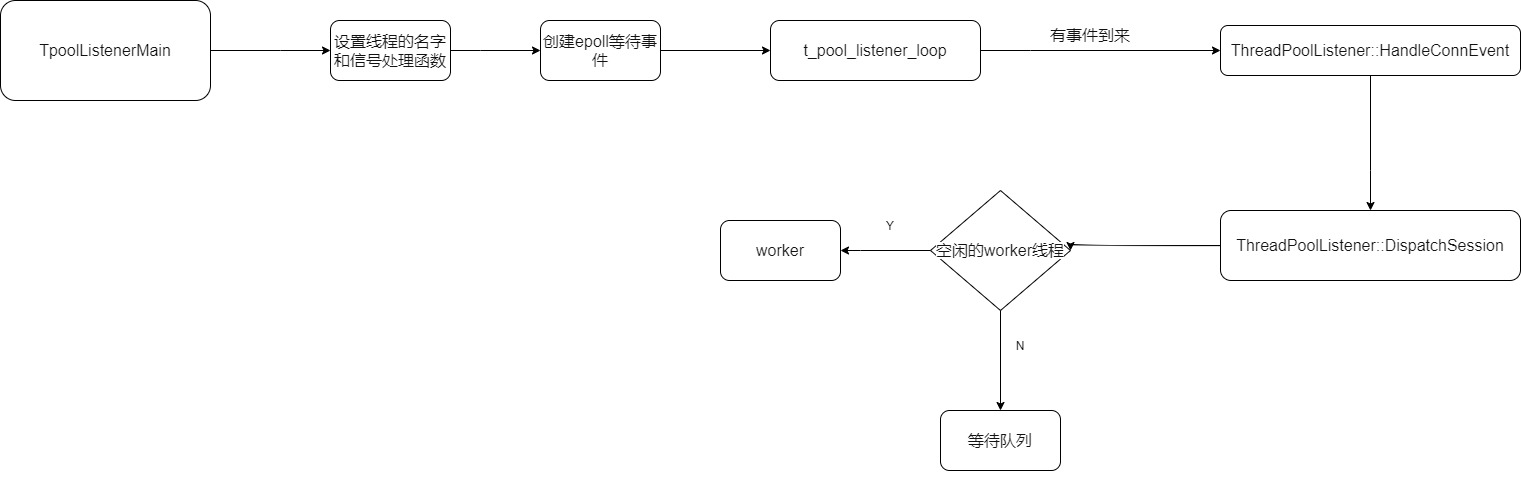 TpoolListenerMain
设置线程的名字
和信号处理函数
创建epoll等待事
件
t_pool_listener_loop
有事件到来
ThreadPoolListener::HandleConnEvent
worker
Y
空闲的worker线程
ThreadPoolListener::DispatchSession
N
等待队列